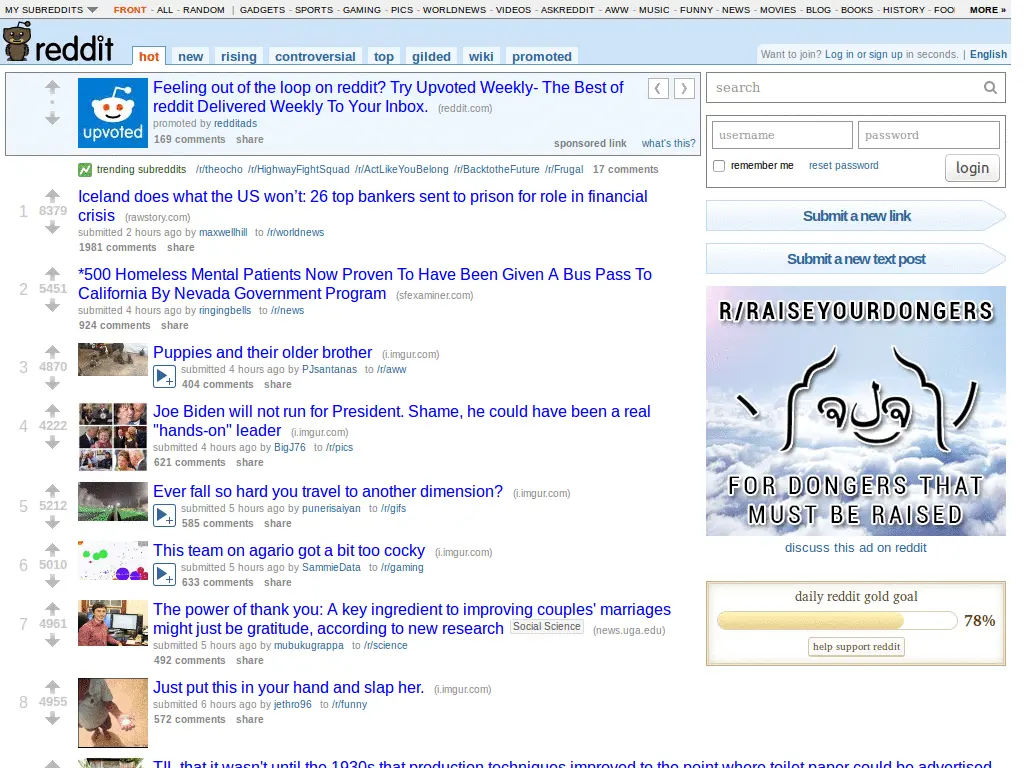 MY SUBREDDITS FRONT - ALL - RANDOM | GADGETS - SPORTS - GAMING - PICS - WORLDNEWS - VIDEOS - ASKREDDIT - AWW - MUSIC - FUNNY - NEWS - MOVIES - BLOG - BOOKS - HISTORY - FOO MORE »
reddit hot new rising controversial top gilded wiki promoted
Want to join? Log in or sign up in seconds. | English
upvoted
Feeling out of the loop on reddit? Try Upvoted Weekly- The Best of
reddit Delivered Weekly To Your Inbox. (reddit.com)
promoted by redditads
169 comments share
sponsored link what's this?
trending subreddits /r/theocho /r/HighwayFightSquad /r/ActLikeYouBelong /r/BacktotheFuture /r/Frugal 17 comments
1 8379
Iceland does what the US won't: 26 top bankers sent to prison for role in financial
crisis (rawstory.com)
submitted 2 hours ago by maxwellhill to /r/worldnews
1981 comments share
2 5451
*500 Homeless Mental Patients Now Proven To Have Been Given A Bus Pass To
California By Nevada Government Program (sfexaminer.com)
submitted 4 hours ago by ringingbells to /r/news
924 comments share
3 4870
Puppies and their older brother (i.imgur.com)
submitted 4 hours ago by PJsantanas to /r/aww
404 comments share
4 4222
Joe Biden will not run for President. Shame, he could have been a real
"hands-on" leader (i.imgur.com)
submitted 4 hours ago by BigJ76 to /r/pics
621 comments share
5 5212
Ever fall so hard you travel to another dimension? (i.imgur.com)
submitted 5 hours ago by punerisaiyan to /r/gifs
585 comments share
6 5010
This team on agario got a bit too cocky (i.imgur.com)
submitted 5 hours ago by SammieData to /r/gaming
633 comments share
7 4961
The power of thank you: A key ingredient to improving couples' marriages
might just be gratitude, according to new research Social Science (news.uga.edu)
submitted 5 hours ago by mubukugrappa to /r/science
492 comments share
8 4955
Just put this in your hand and slap her. (i.imgur.com)
submitted 6 hours ago by jethro96 to /r/funny
572 comments share
TIL that it wasn't until the 1930s that production techniques improved to the point where toilet paper could be advertised
search
username password
remember me reset password login
Submit a new link
Submit a new text post
R/RAISEYOURDONGERS
FOR DONGERS THAT
MUST BE RAISED
discuss this ad on reddit
daily reddit gold goal
78%
help support reddit